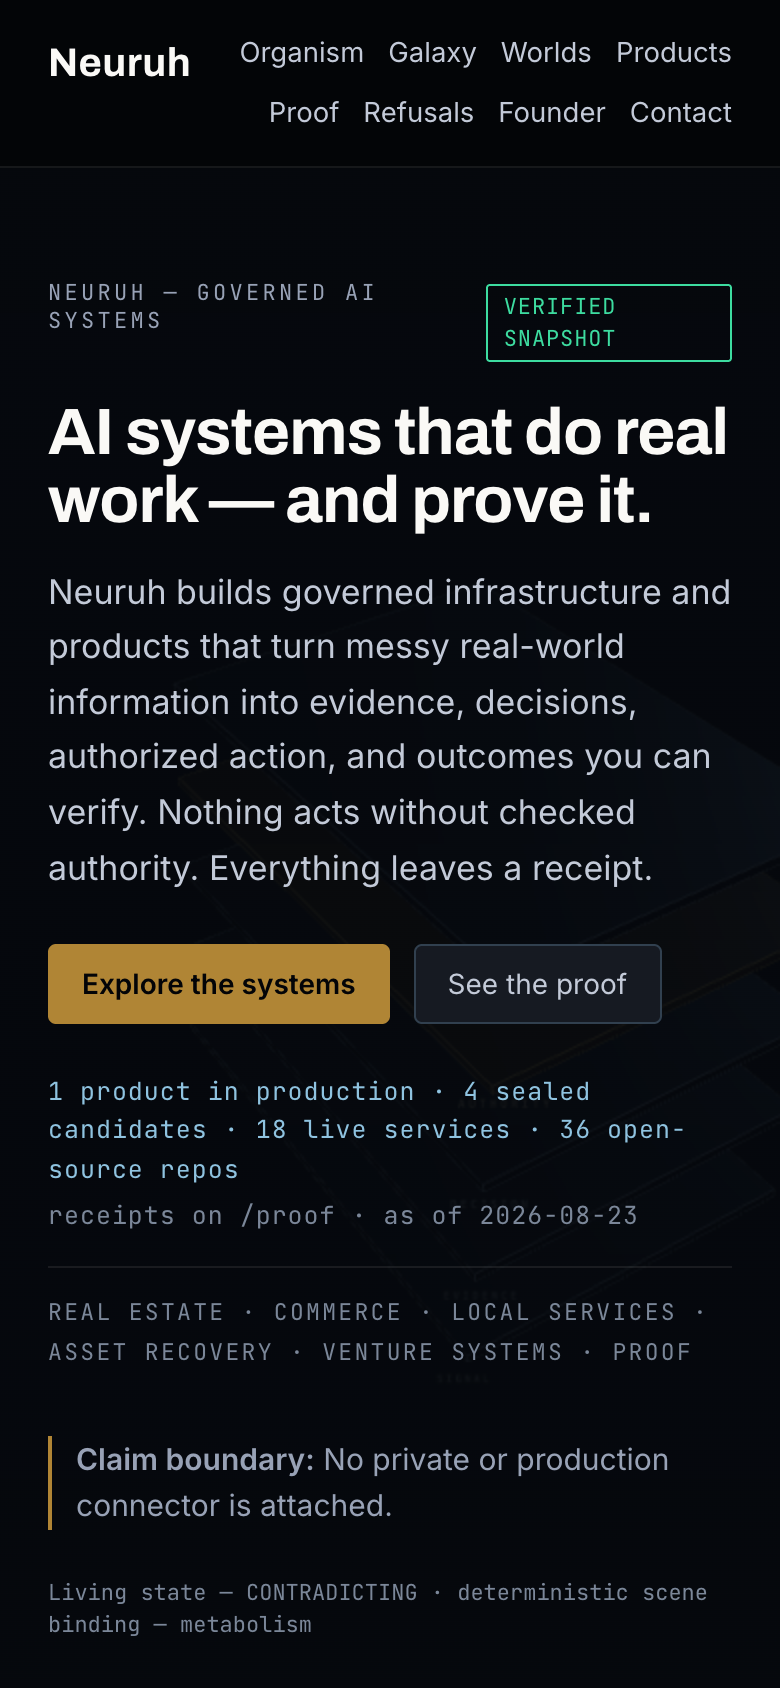 Neuruh
Organism Galaxy Worlds Products
Proof Refusals Founder Contact
NEURUH — GOVERNED AI
SYSTEMS
VERIFIED
SNAPSHOT
AI systems that do real
work — and prove it.
Neuruh builds governed infrastructure and
products that turn messy real-world
information into evidence, decisions,
authorized action, and outcomes you can
verify. Nothing acts without checked
authority. Everything leaves a receipt.
Explore the systems
See the proof
1 product in production · 4 sealed
candidates · 18 live services · 36 open-
source repos
receipts on /proof · as of 2026-08-23
REAL ESTATE · COMMERCE · LOCAL SERVICES ·
ASSET RECOVERY · VENTURE SYSTEMS · PROOF
Claim boundary: No private or production
connector is attached.
Living state — CONTRADICTING · deterministic scene
binding — metabolism